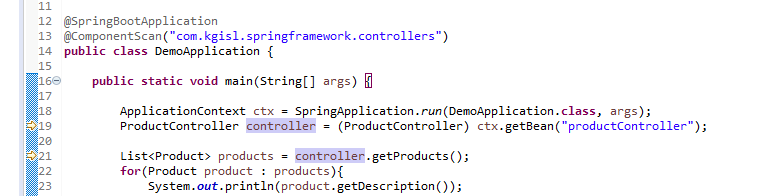 11
12
13 @SpringBootApplication
14 @ComponentScan("com.kgisl.springframework.controllers")
14 public class DemoApplication {
15
16 public static void main(String[] args) {
17
18 ApplicationContext ctx = SpringApplication.run(DemoApplication.class, args);
19 ProductController controller = (ProductController) ctx.getBean("productController");
20
21 List<Product> products = controller.getProducts();
22 for(Product product : products){
23 System.out.println(product.getDescription());